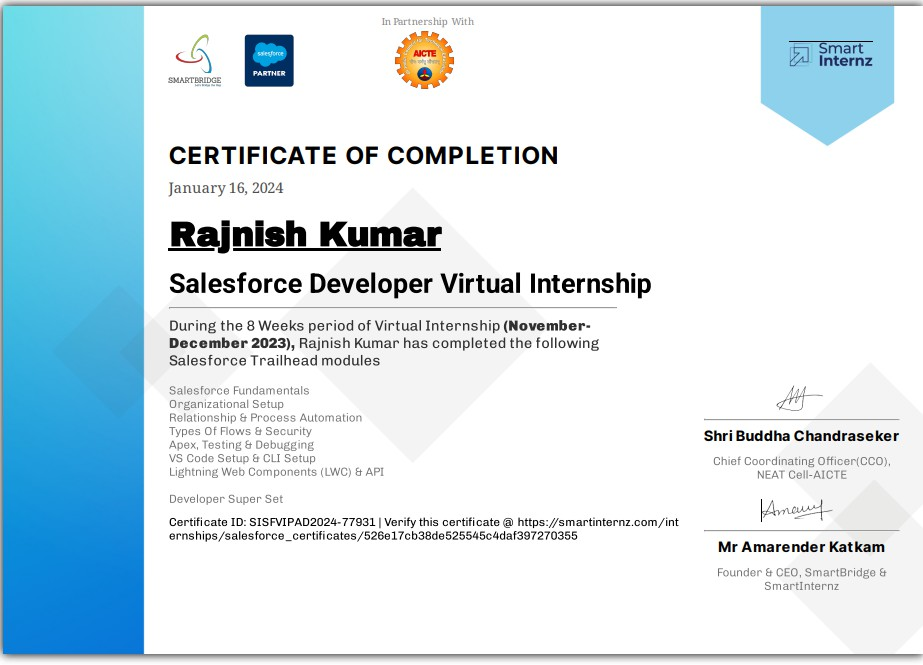 In Partnership With
SMARTBRIDGE
salesforce
PARTNER
AICTE
Smart
Internz
CERTIFICATE OF COMPLETION
January 16, 2024
Rajnish Kumar
Salesforce Developer Virtual Internship
During the 8 Weeks period of Virtual Internship (November-
December 2023), Rajnish Kumar has completed the following
Salesforce Trailhead modules
Salesforce Fundamentals
Organizational Setup
Relationship & Process Automation
Types Of Flows & Security
Apex, Testing & Debugging
VS Code Setup & CLI Setup
Lightning Web Components (LWC) & API
Developer Super Set
Certificate ID: SISFVIPAD2024-77931 | Verify this certificate @ https://smartinternz.com/int
ernships/salesforce_certificates/526e17cb38de525545c4daf397270355
Shri Buddha Chandraseker
Chief Coordinating Officer(CCO),
NEAT Cell-AICTE
Mr Amarender Katkam
Founder & CEO, SmartBridge &
SmartInternz